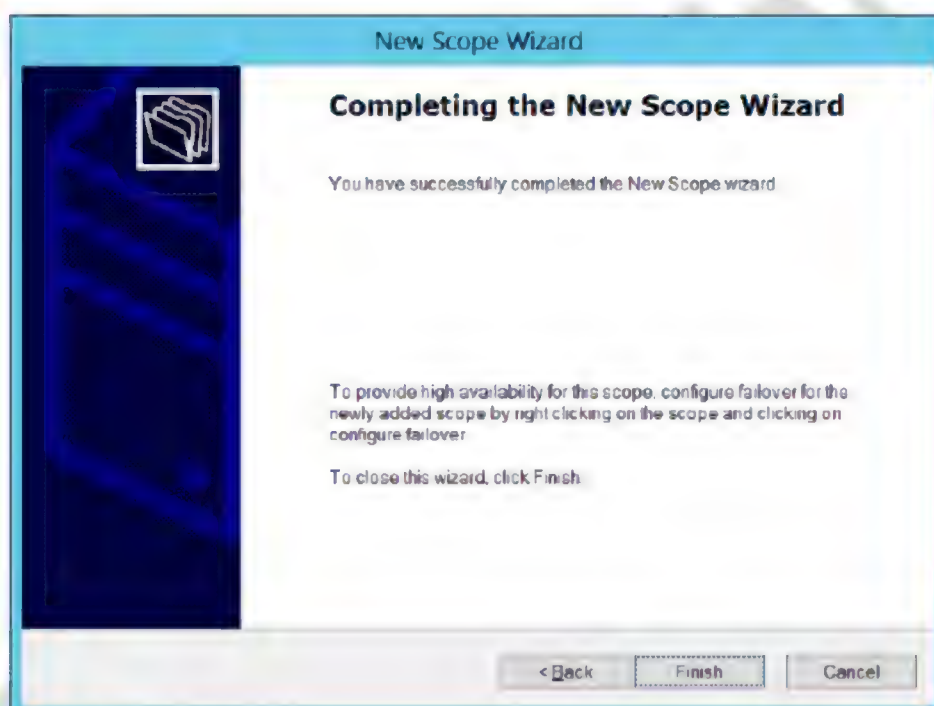 New Scope Wizard
Completing the New Scope Wizard
You have successfully completed the New Scope wizard
To provide high availability for this scope, configure failover for the
newly added scope by right clicking on the scope and clicking on
configure failover
To close this wizard, click Finish
< Back
Finish
Cancel